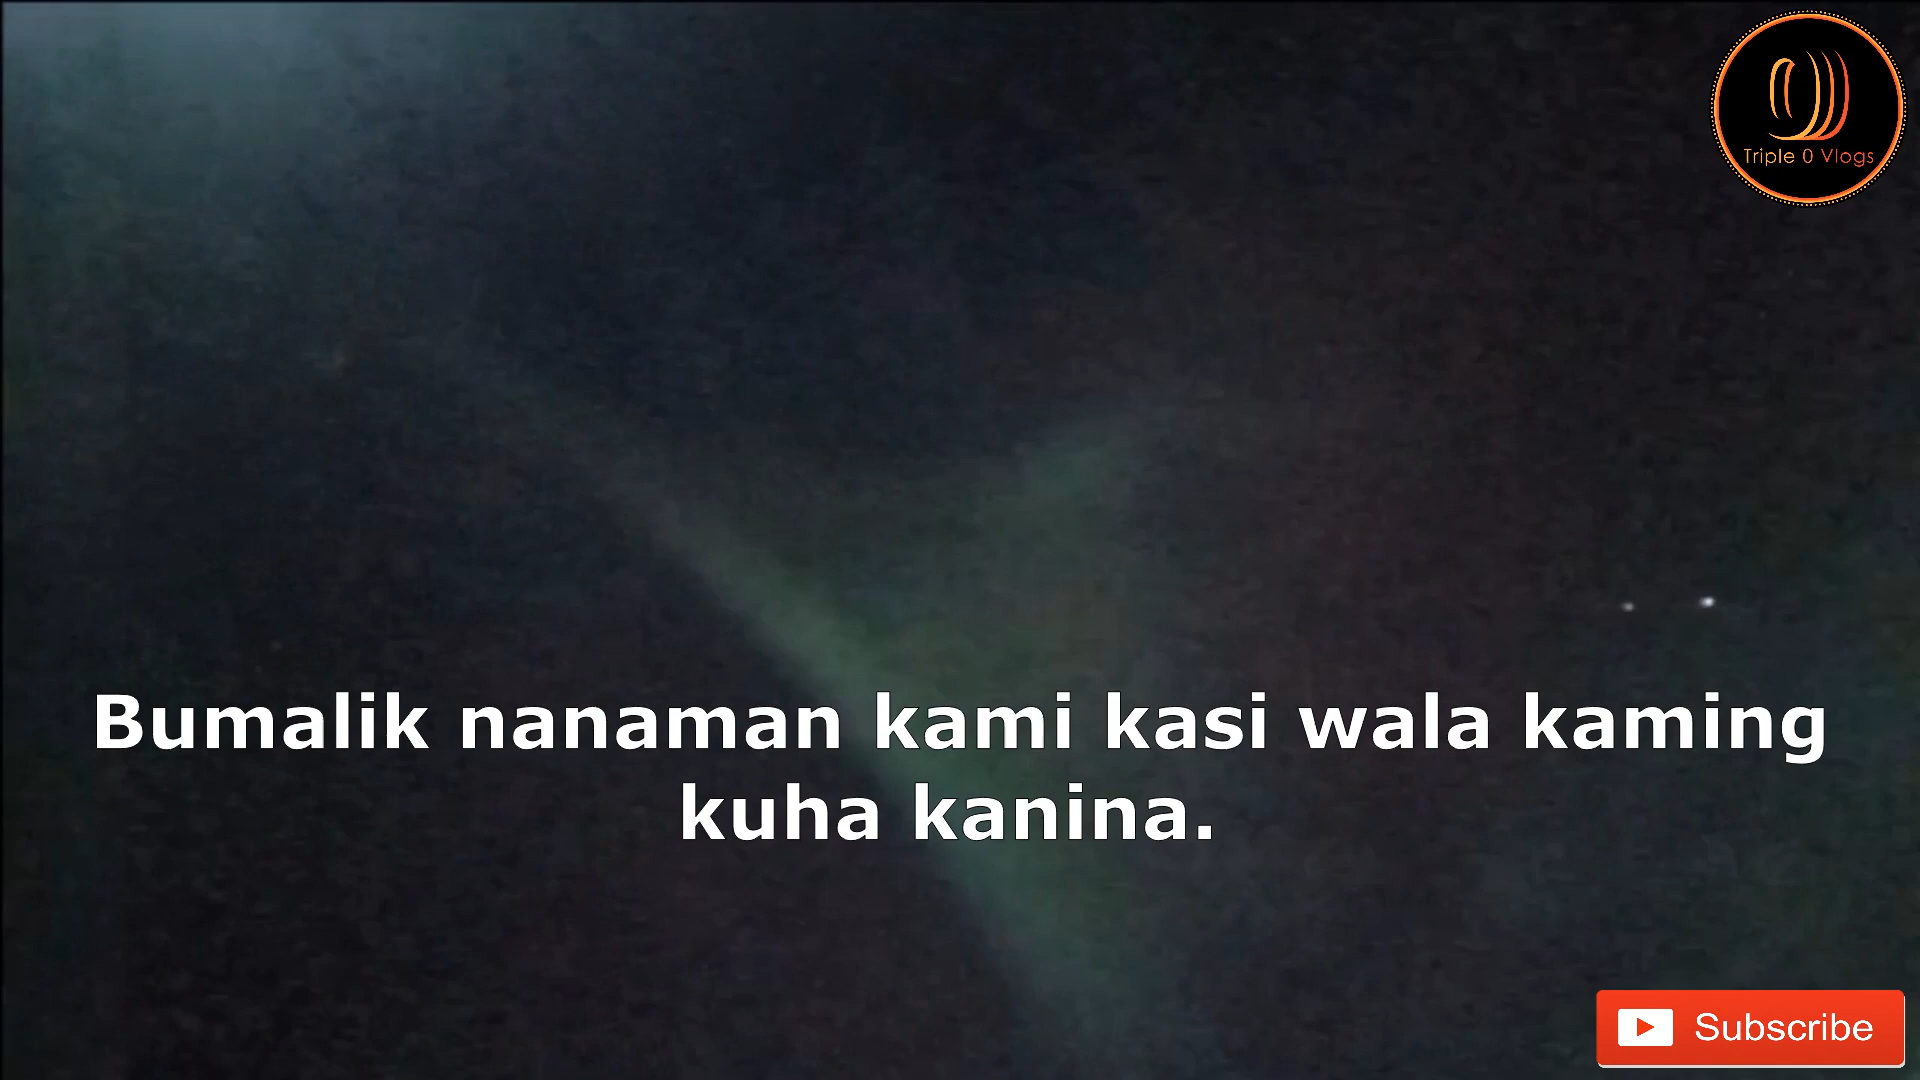 Triple 0 Vlogs
Bumalik nanaman kami kasi wala kaming
kuha kanina.
Subscribe